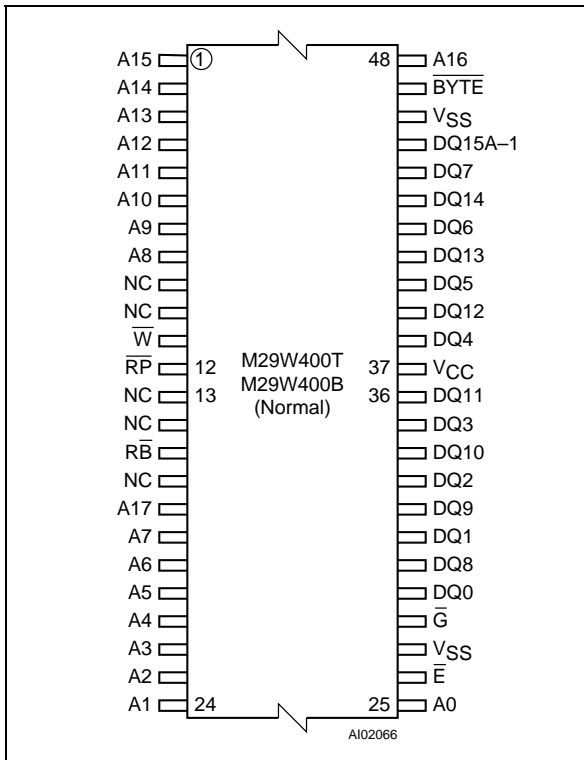 A15 ① 48 A16
A14 B̅Y̅T̅E̅
A13 VSS
A12 DQ15A–1
A11 DQ7
A10 DQ14
A9 DQ6
A8 DQ13
NC DQ5
NC DQ12
W̅ DQ4
R̅P̅ 12 M29W400T 37 VCC
NC 13 M29W400B 36 DQ11
(Normal)
NC DQ3
RB̅ DQ10
NC DQ2
A17 DQ9
A7 DQ1
A6 DQ8
A5 DQ0
A4 G̅
A3 VSS
A2 E̅
A1 24 25 A0
AI02066